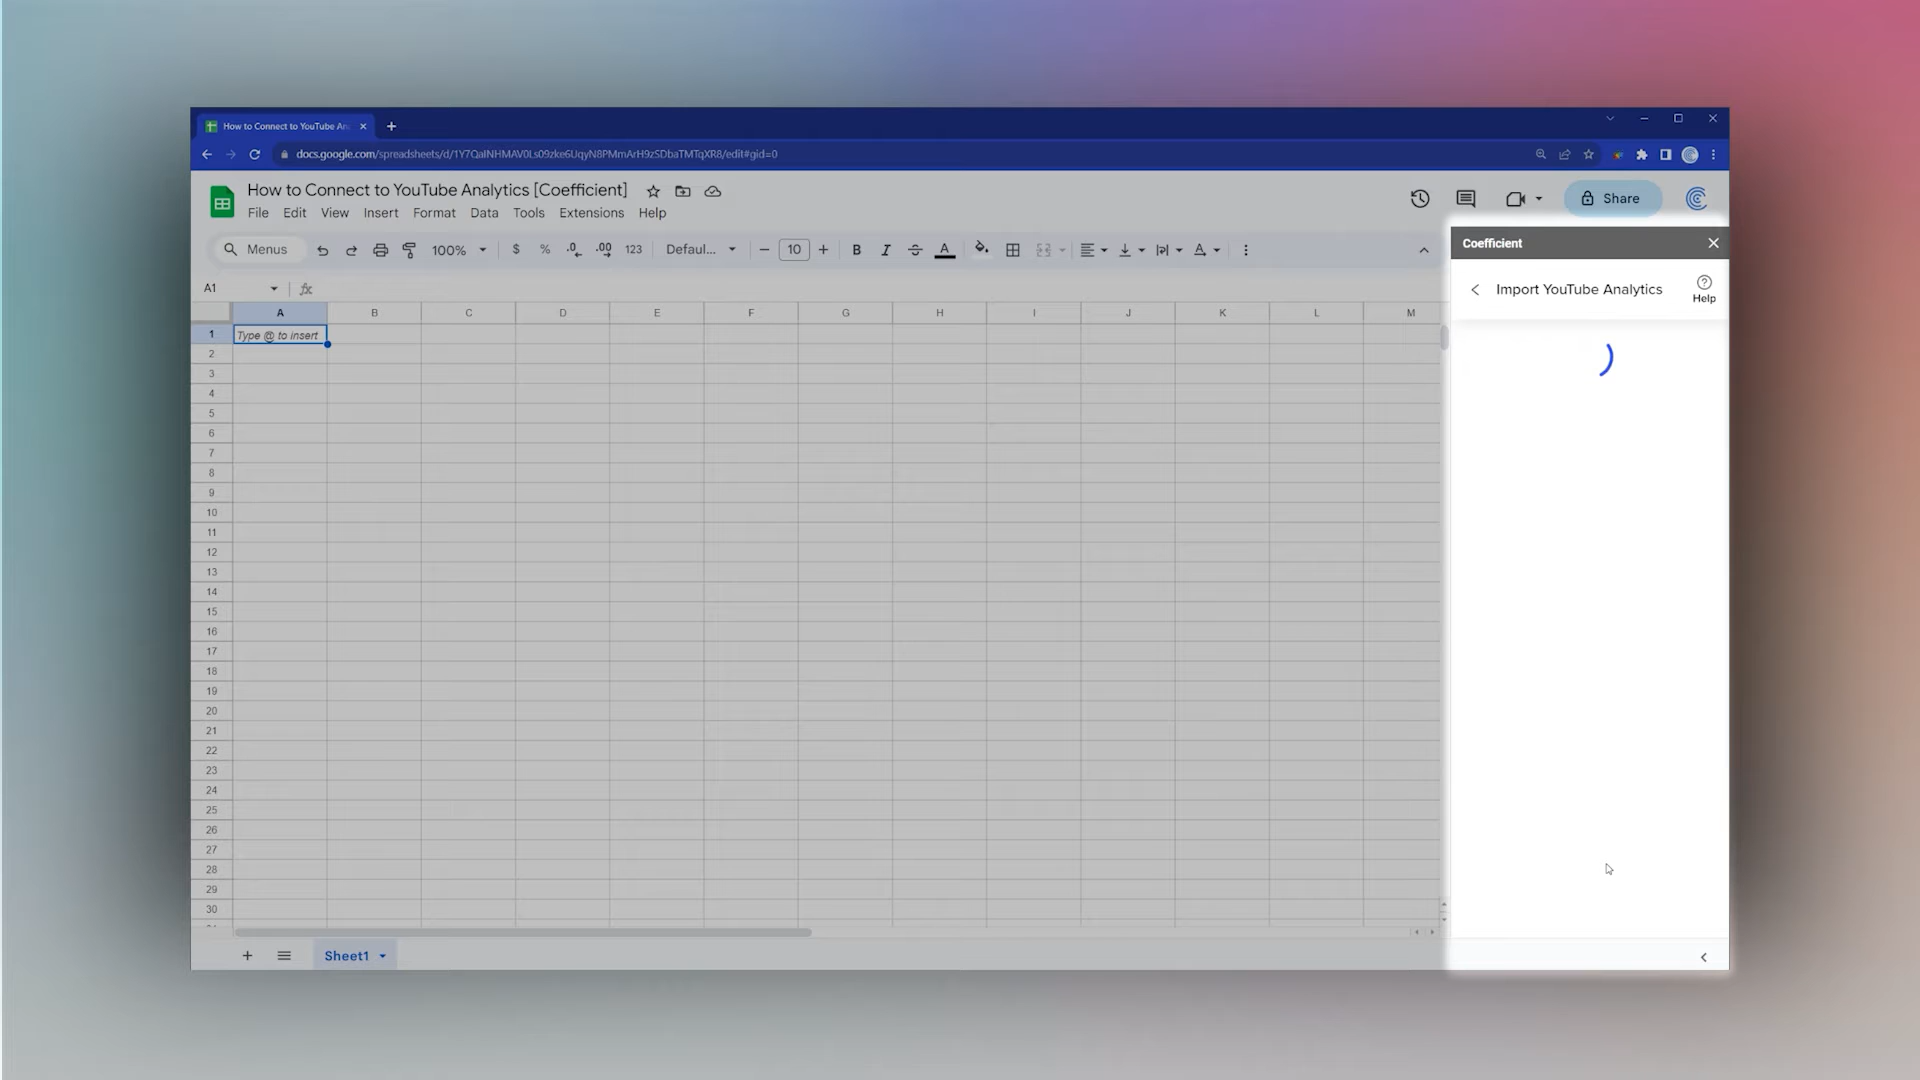 How to Connect to YouTube An
docs.google.com/spreadsheets/d/1Y7QaINHMAV0Ls09zke6UqyN8PMmArH9zSDbaTMTqXR8/edit#gid=0
How to Connect to YouTube Analytics [Coefficient]
File Edit View Insert Format Data Tools Extensions Help
Share
Menus 100% $ % .0 .00 123 Defaul... 10 B I A
A1 fx
A B C D E F G H I J K L M
1 Type @ to insert
2
3
4
5
6
7
8
9
10
11
12
13
14
15
16
17
18
19
20
21
22
23
24
25
26
27
28
29
30
Sheet1
Coefficient
Import YouTube Analytics
Help